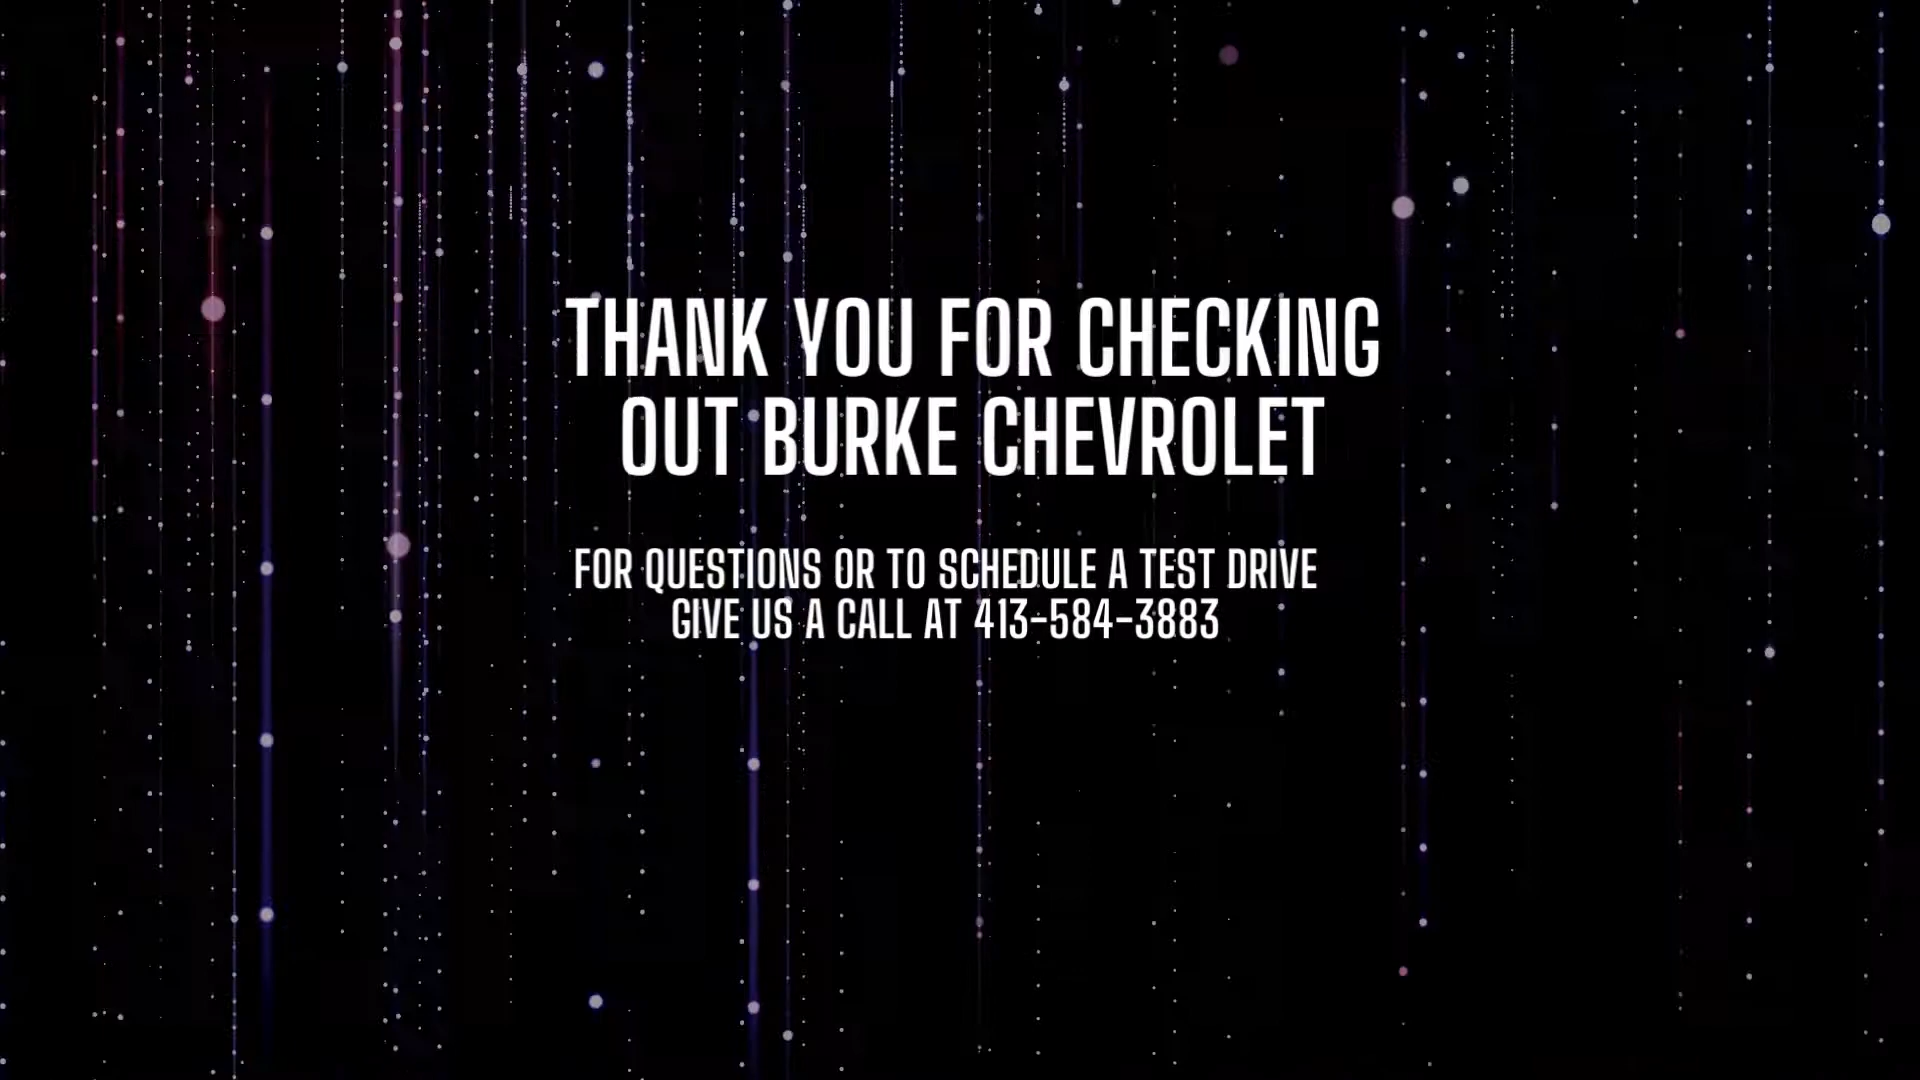 THANK YOU FOR CHECKING
OUT BURKE CHEVROLET
FOR QUESTIONS OR TO SCHEDULE A TEST DRIVE
GIVE US A CALL AT 413-584-3883